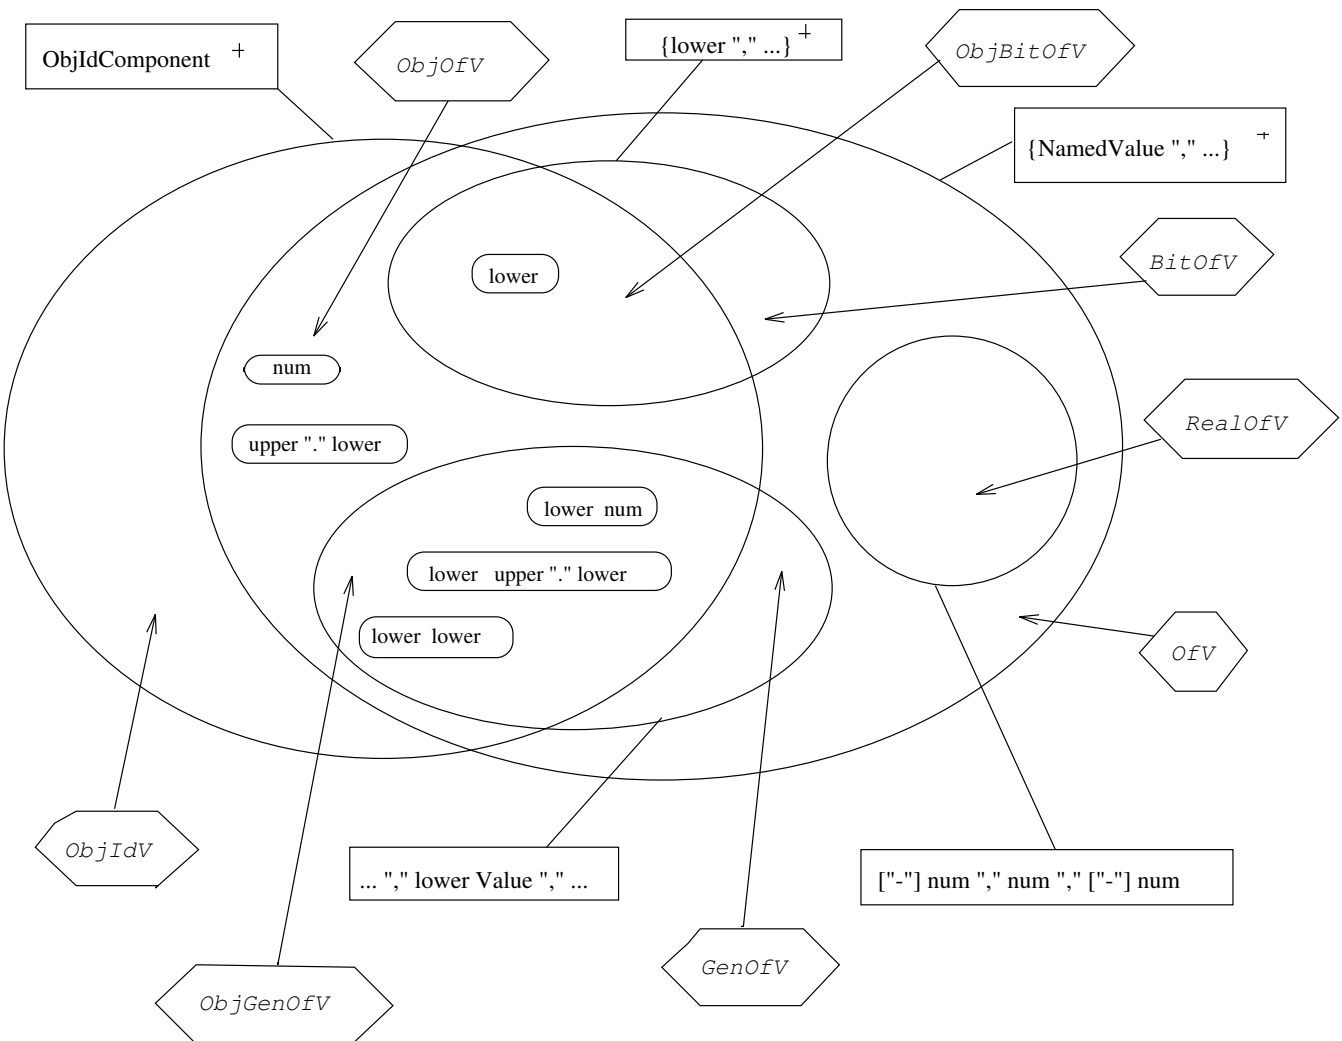 ObjIdComponent +
ObjOfV
{lower "," ...} +
ObjBitOfV
{NamedValue "," ...} +
lower
BitOfV
num
upper "." lower
RealOfV
lower num
lower upper "." lower
lower lower
OfV
ObjIdV
... "," lower Value "," ...
["-"] num "," num "," ["-"] num
GenOfV
ObjGenOfV